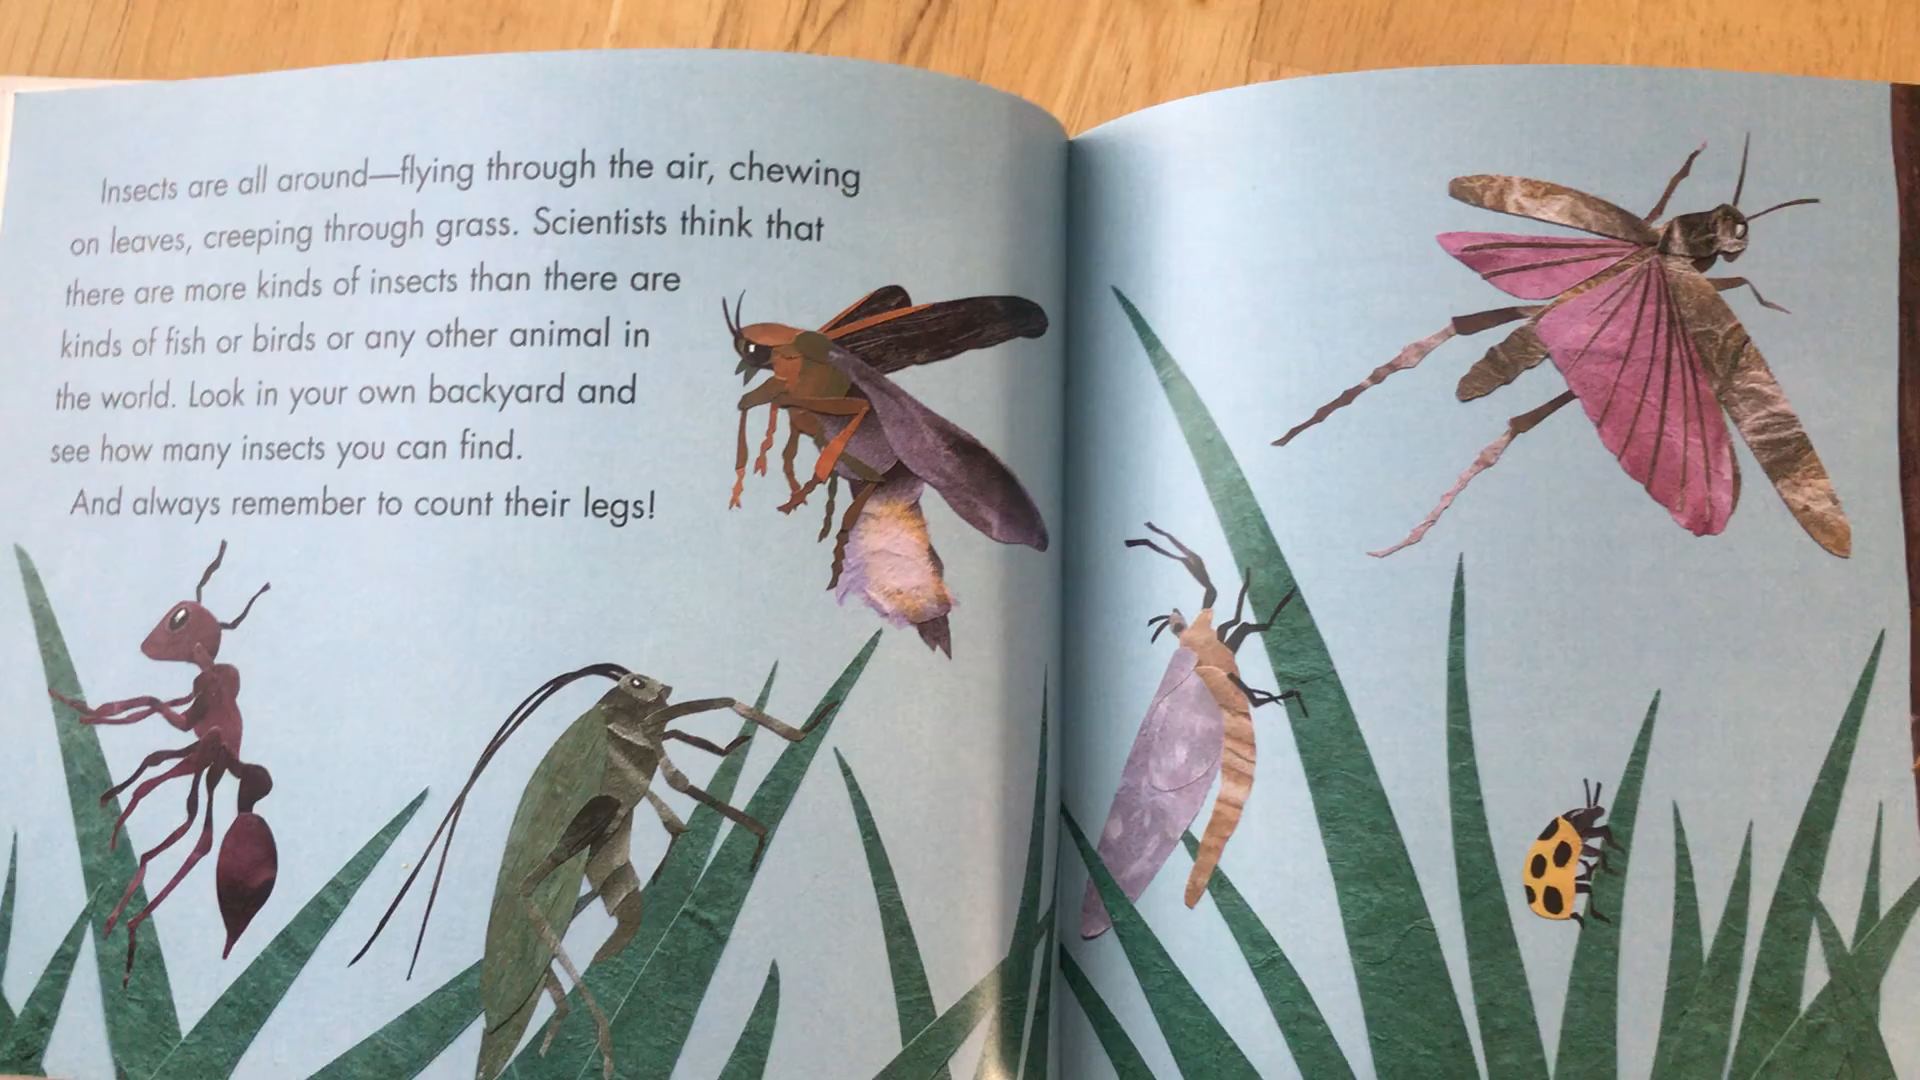 Insects are all around—flying through the air, chewing
on leaves, creeping through grass. Scientists think that
there are more kinds of insects than there are
kinds of fish or birds or any other animal in
the world. Look in your own backyard and
see how many insects you can find.
And always remember to count their legs!